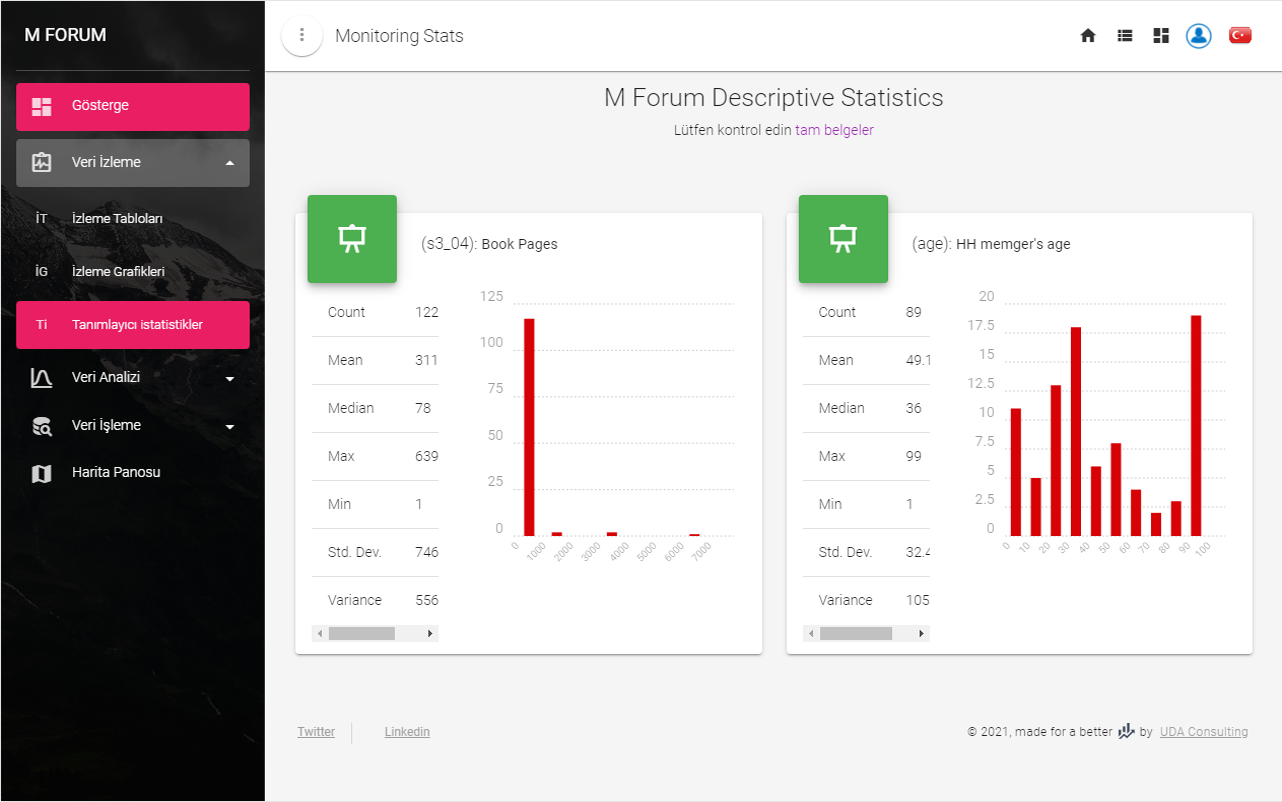 M FORUM
Gösterge
Veri İzleme
İT İzleme Tabloları
İG İzleme Grafikleri
Tİ Tanımlayıcı istatistikler
Veri Analizi
Veri İşleme
Harita Panosu
Monitoring Stats
M Forum Descriptive Statistics
Lütfen kontrol edin tam belgeler
(s3_04): Book Pages
Count 122
Mean 311
Median 78
Max 639
Min 1
Std. Dev. 746
Variance 556
125
100
75
50
25
0
0 1000 2000 3000 4000 5000 6000 7000
(age): HH memger's age
Count 89
Mean 49.1
Median 36
Max 99
Min 1
Std. Dev. 32.4
Variance 105
20
17.5
15
12.5
10
7.5
5
2.5
0
0 10 20 30 40 50 60 70 80 90 100
Twitter Linkedin
© 2021, made for a better by UDA Consulting